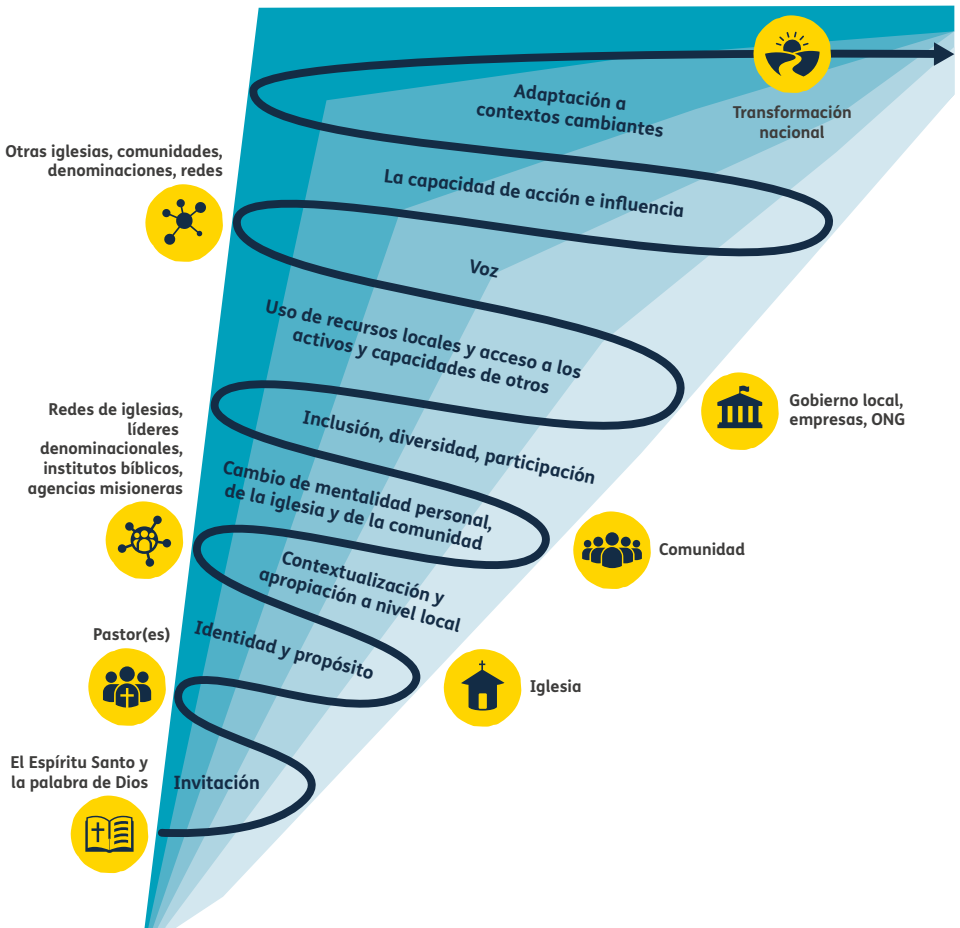 Adaptación a
contextos cambiantes
Transformación
nacional
Otras iglesias, comunidades,
denominaciones, redes
La capacidad de acción e influencia
Voz
Uso de recursos locales y acceso a los
activos y capacidades de otros
Gobierno local,
empresas, ONG
Redes de iglesias,
líderes
denominacionales,
institutos bíblicos,
agencias misioneras
Inclusión, diversidad, participación
Cambio de mentalidad personal,
de la iglesia y de la comunidad
Comunidad
Contextualización y
apropiación a nivel local
Pastor(es)
Identidad y propósito
Iglesia
El Espíritu Santo y
la palabra de Dios
Invitación